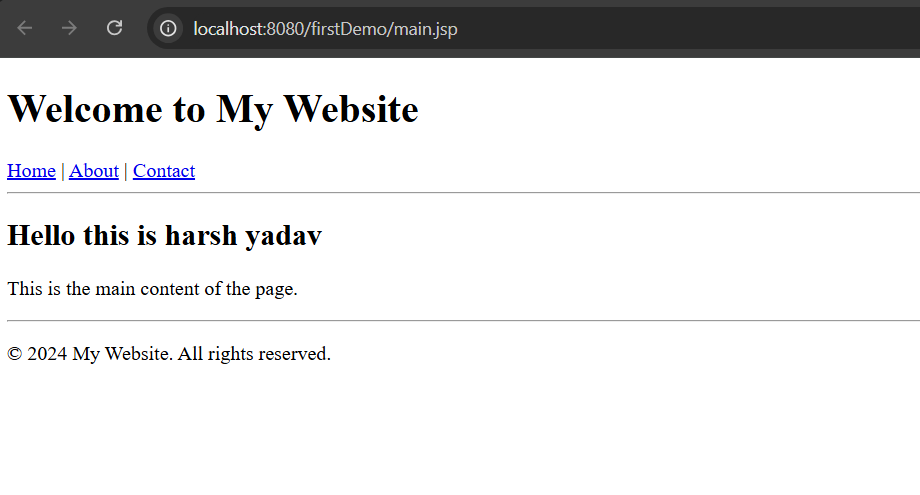 localhost:8080/firstDemo/main.jsp
Welcome to My Website
Home | About | Contact
Hello this is harsh yadav
This is the main content of the page.
© 2024 My Website. All rights reserved.